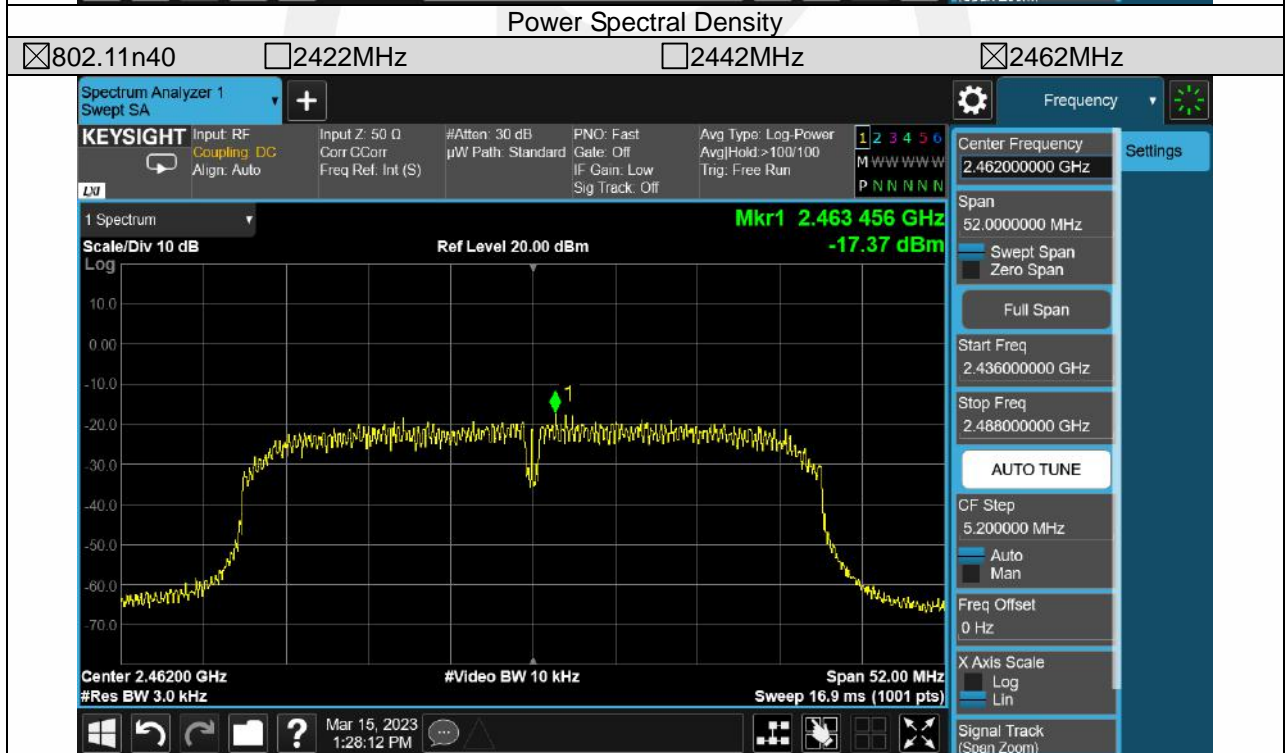 Power Spectral Density
☒802.11n40 ☐2422MHz ☐2442MHz ☒2462MHz
Spectrum Analyzer 1
Swept SA
+
Frequency
KEYSIGHT
LXI
Input: RF
Coupling: DC
Align: Auto
Input Z: 50 Ω
Corr CCorr
Freq Ref: Int (S)
#Atten: 30 dB
µW Path: Standard
PNO: Fast
Gate: Off
IF Gain: Low
Sig Track: Off
Avg Type: Log-Power
Avg|Hold:>100/100
Trig: Free Run
1 2 3 4 5 6
M W W W W W W
P N N N N N
1 Spectrum
Scale/Div 10 dB
Log
Ref Level 20.00 dBm
Mkr1 2.463 456 GHz
-17.37 dBm
10.0
0.00
-10.0
-20.0
-30.0
-40.0
-50.0
-60.0
-70.0
1
Center 2.46200 GHz
#Res BW 3.0 kHz
#Video BW 10 kHz
Span 52.00 MHz
Sweep 16.9 ms (1001 pts)
?
Mar 15, 2023
1:28:12 PM
Center Frequency
2.462000000 GHz
Settings
Span
52.0000000 MHz
Swept Span
Zero Span
Full Span
Start Freq
2.436000000 GHz
Stop Freq
2.488000000 GHz
AUTO TUNE
CF Step
5.200000 MHz
Auto
Man
Freq Offset
0 Hz
X Axis Scale
Log
Lin
Signal Track
(Span Zoom)